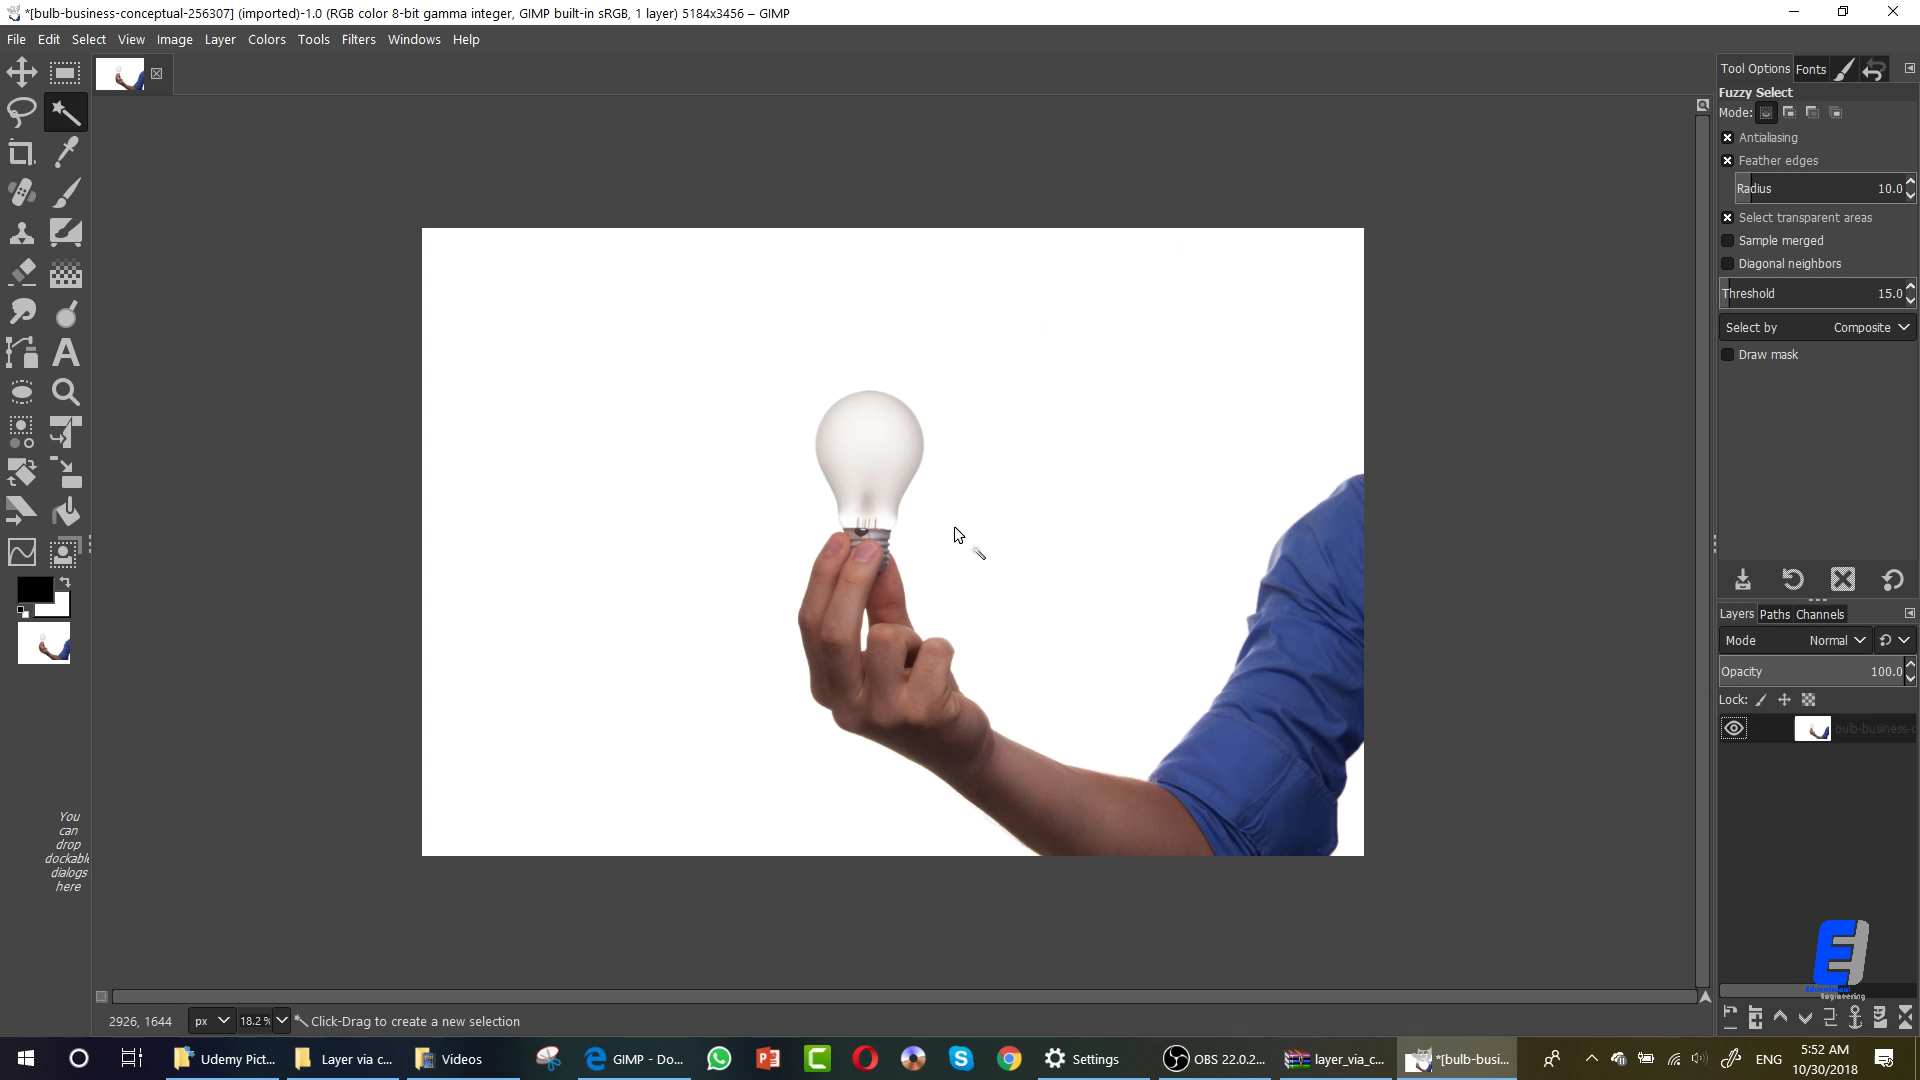 *[bulb-business-conceptual-256307] (imported)-1.0 (RGB color 8-bit gamma integer, GIMP built-in sRGB, 1 layer) 5184x3456 – GIMP
File Edit Select View Image Layer Colors Tools Filters Windows Help
Tool Options Fonts
Fuzzy Select
Mode:
Antialiasing
Feather edges
Radius 10.0
Select transparent areas
Sample merged
Diagonal neighbors
Threshold 15.0
Select by Composite
Draw mask
Layers Paths Channels
Mode Normal
Opacity 100.0
Lock:
bulb-business-c
You
can
drop
dockable
dialogs
here
Educational
Engineering
2926, 1644 px 18.2% Click-Drag to create a new selection
Udemy Pict... Layer via c... Videos GIMP - Do... Settings OBS 22.0.2... layer_via_c... *[bulb-busi... ENG 5:52 AM
10/30/2018